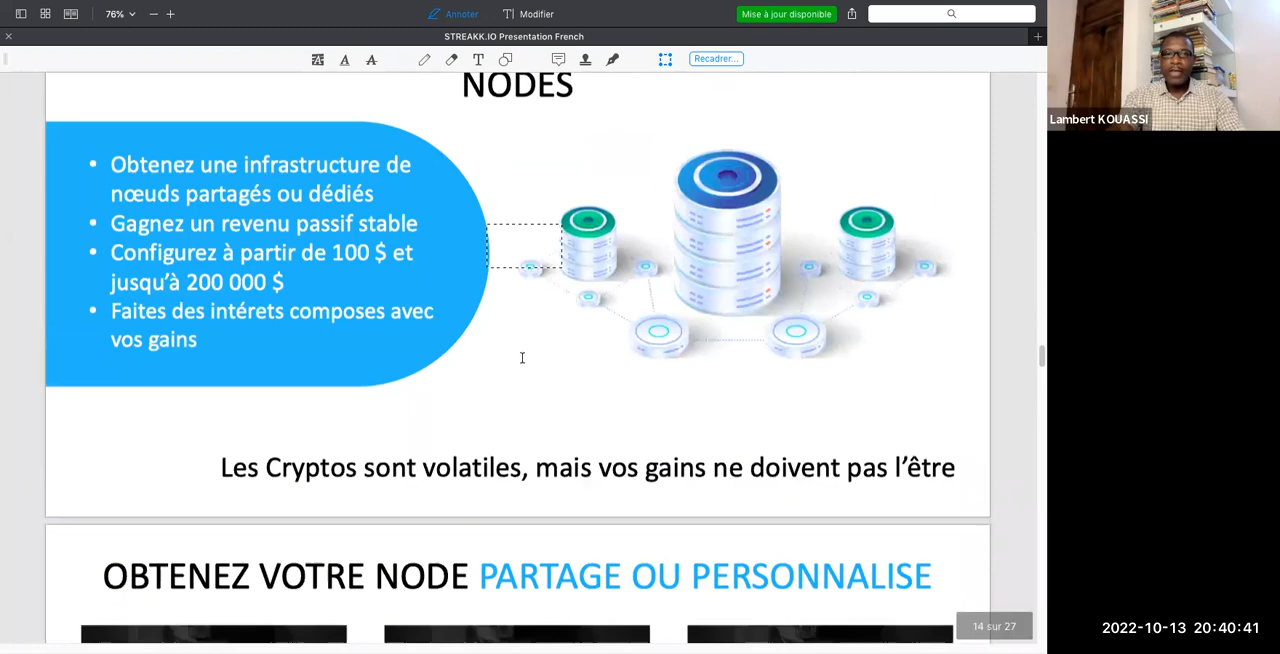 76%
Annoter
Modifier
Mise à jour disponible
STREAKK.IO Presentation French
Recadrer...
NODES
• Obtenez une infrastructure de
nœuds partagés ou dédiés
• Gagnez un revenu passif stable
• Configurez à partir de 100 $ et
jusqu'à 200 000 $
• Faites des intérets composes avec
vos gains
Les Cryptos sont volatiles, mais vos gains ne doivent pas l'être
OBTENEZ VOTRE NODE PARTAGE OU PERSONNALISE
14 sur 27
Lambert KOUASSI
2022-10-13 20:40:41